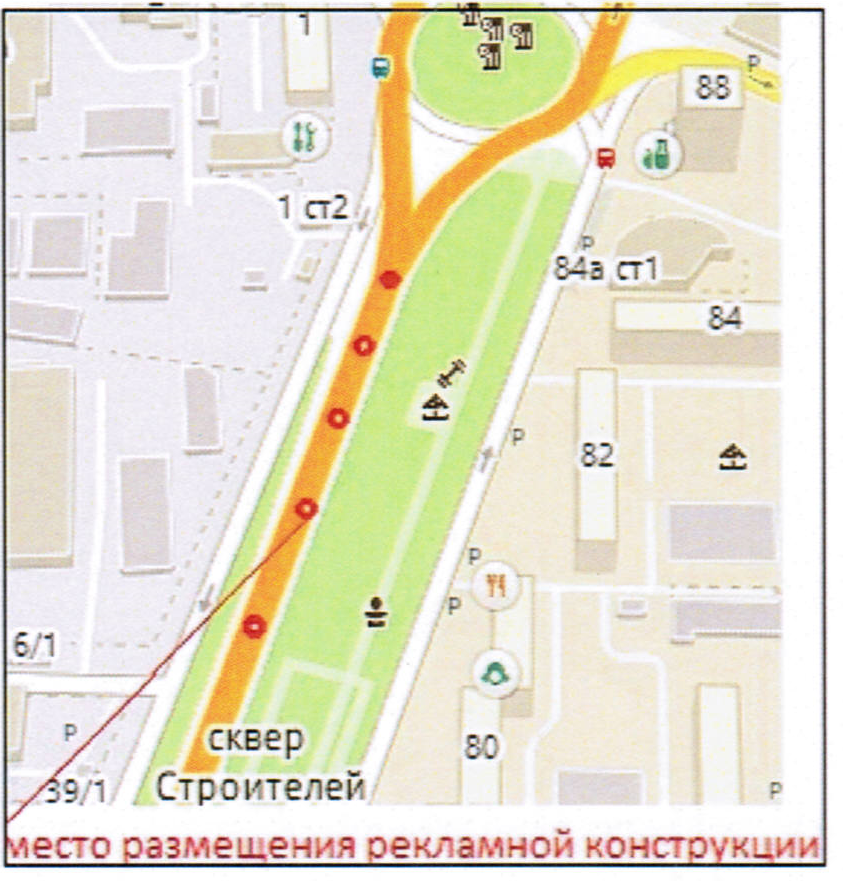 1
88
P
1 ст2
P
84а ст1
84
P
82
P
P
6/1
P
сквер
80
39/1
Строителей
P
место размещения рекламной конструкции